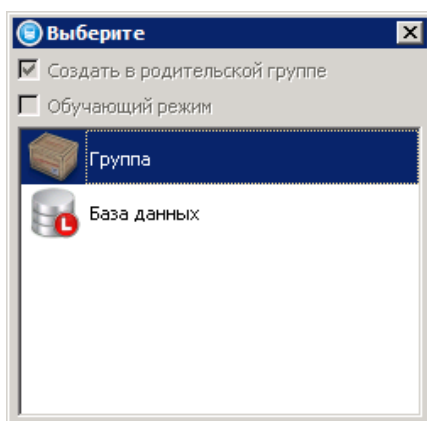 Выберите
Создать в родительской группе
Обучающий режим
Группа
База данных
L